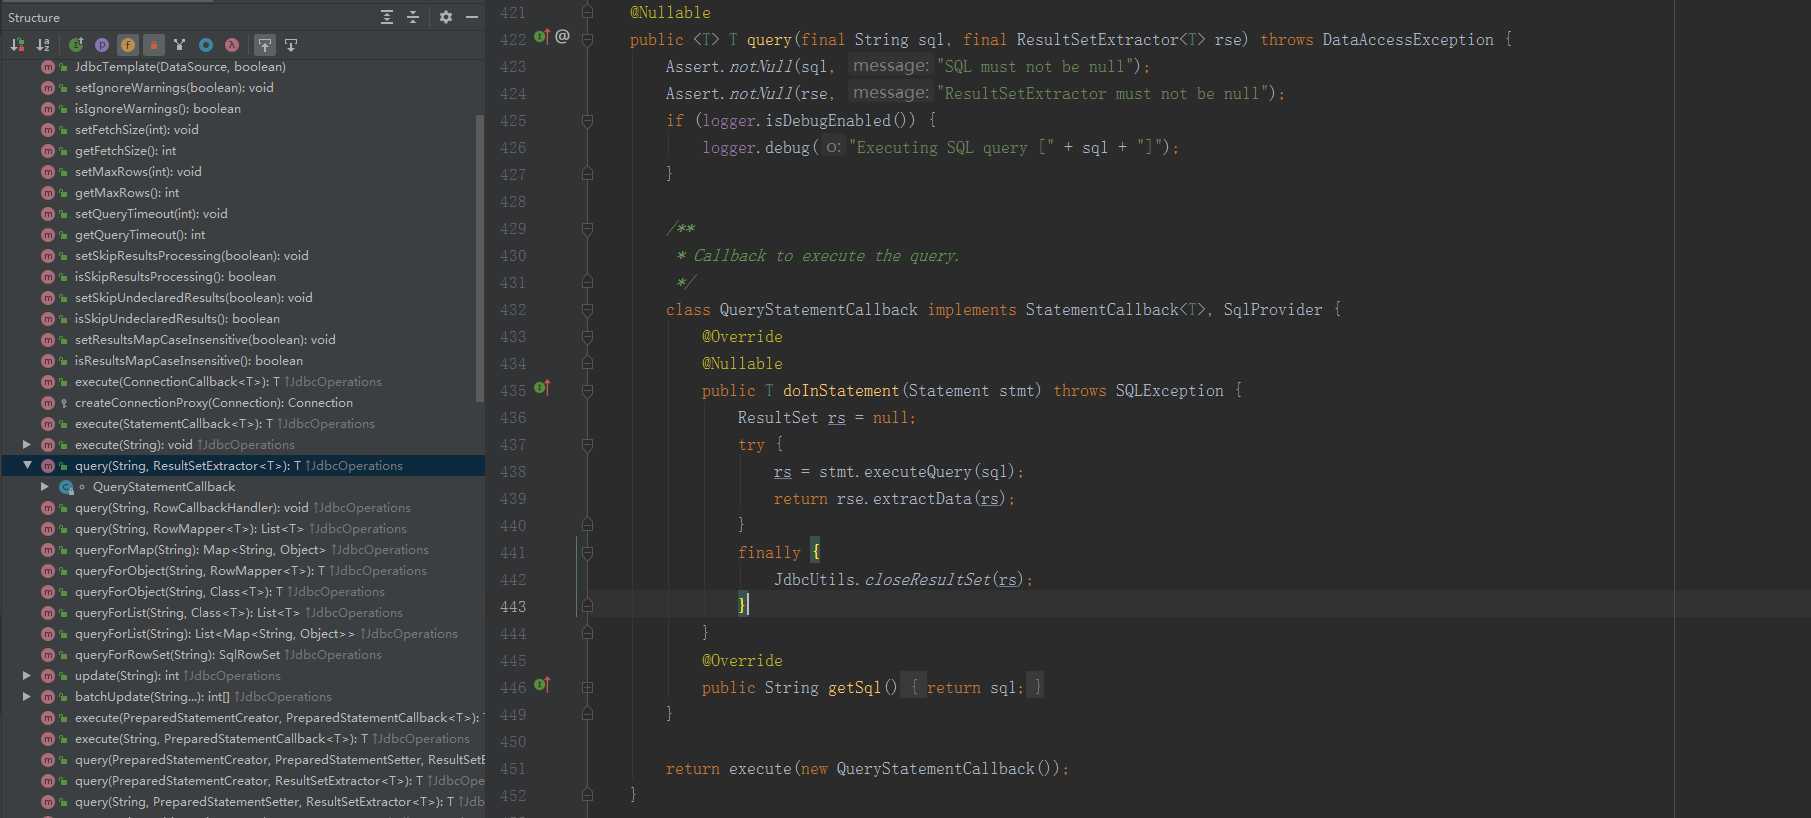 Structure
JdbcTemplate(DataSource, boolean)
setIgnoreWarnings(boolean): void
isIgnoreWarnings(): boolean
setFetchSize(int): void
getFetchSize(): int
setMaxRows(int): void
getMaxRows(): int
setQueryTimeout(int): void
getQueryTimeout(): int
setSkipResultsProcessing(boolean): void
isSkipResultsProcessing(): boolean
setSkipUndeclaredResults(boolean): void
isSkipUndeclaredResults(): boolean
setResultsMapCaseInsensitive(boolean): void
isResultsMapCaseInsensitive(): boolean
execute(ConnectionCallback<T>): T ↑JdbcOperations
createConnectionProxy(Connection): Connection
execute(StatementCallback<T>): T ↑JdbcOperations
execute(String): void ↑JdbcOperations
query(String, ResultSetExtractor<T>): T ↑JdbcOperations
QueryStatementCallback
query(String, RowCallbackHandler): void ↑JdbcOperations
query(String, RowMapper<T>): List<T> ↑JdbcOperations
queryForMap(String): Map<String, Object> ↑JdbcOperations
queryForObject(String, RowMapper<T>): T ↑JdbcOperations
queryForObject(String, Class<T>): T ↑JdbcOperations
queryForList(String, Class<T>): List<T> ↑JdbcOperations
queryForList(String): List<Map<String, Object>> ↑JdbcOperations
queryForRowSet(String): SqlRowSet ↑JdbcOperations
update(String): int ↑JdbcOperations
batchUpdate(String...): int[] ↑JdbcOperations
execute(PreparedStatementCreator, PreparedStatementCallback<T>):
execute(String, PreparedStatementCallback<T>): T ↑JdbcOperations
query(PreparedStatementCreator, PreparedStatementSetter, ResultSetE
query(PreparedStatementCreator, ResultSetExtractor<T>): T ↑JdbcOpe
query(String, PreparedStatementSetter, ResultSetExtractor<T>): T ↑Jdb
421 @Nullable
422 @ public <T> T query(final String sql, final ResultSetExtractor<T> rse) throws DataAccessException {
423 Assert.notNull(sql, message: "SQL must not be null");
424 Assert.notNull(rse, message: "ResultSetExtractor must not be null");
425 if (logger.isDebugEnabled()) {
426 logger.debug( o: "Executing SQL query [" + sql + "]");
427 }
428
429 /**
430 * Callback to execute the query.
431 */
432 class QueryStatementCallback implements StatementCallback<T>, SqlProvider {
433 @Override
434 @Nullable
435 public T doInStatement(Statement stmt) throws SQLException {
436 ResultSet rs = null;
437 try {
438 rs = stmt.executeQuery(sql);
439 return rse.extractData(rs);
440 }
441 finally {
442 JdbcUtils.closeResultSet(rs);
443 }
444 }
445 @Override
446 public String getSql() { return sql; }
449 }
450
451 return execute(new QueryStatementCallback());
452 }